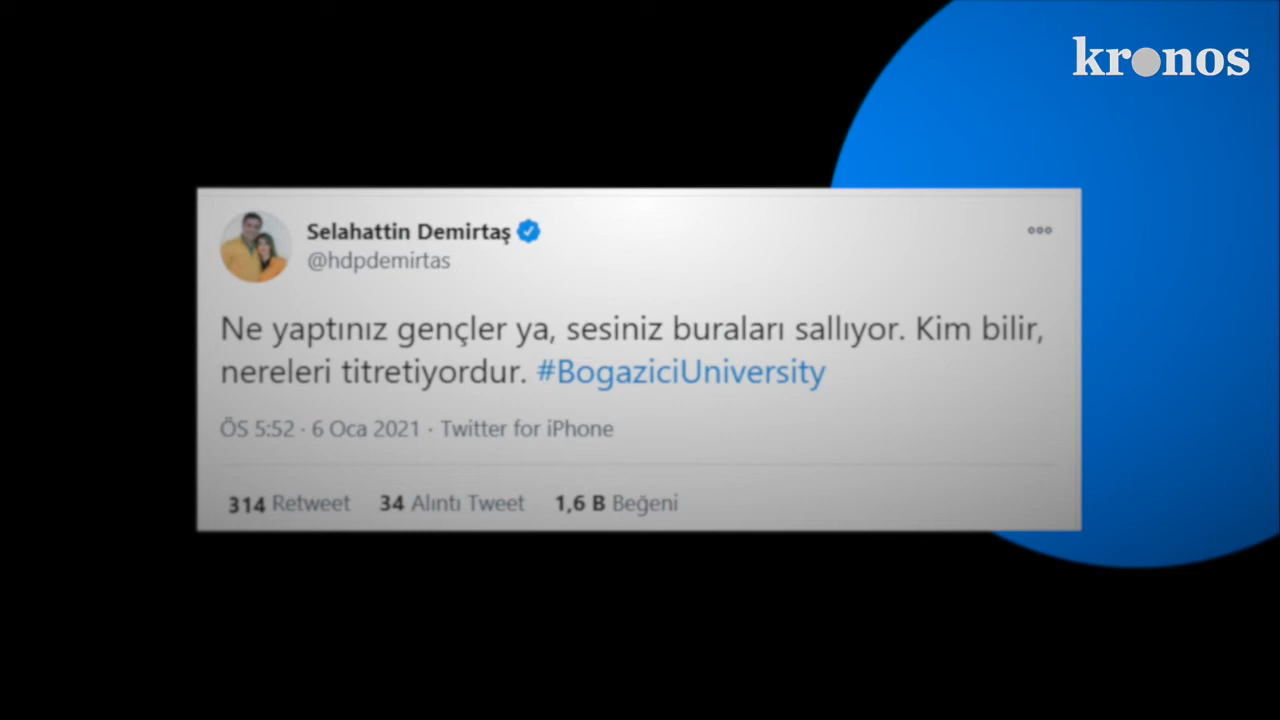 kronos
Selahattin Demirtaş
@hdpdemirtas
Ne yaptınız gençler ya, sesiniz buraları sallıyor. Kim bilir,
nereleri titretiyordur. #BogaziciUniversity
ÖS 5:52 · 6 Oca 2021 · Twitter for iPhone
314 Retweet 34 Alıntı Tweet 1,6 B Beğeni